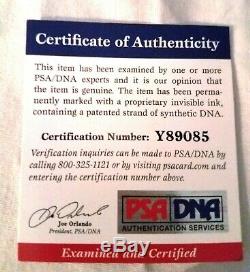 Certificate of Authenticity
This item has been examined by one or more
PSA/DNA experts and it is our opinion that
the item is genuine. The item has been perma-
nently marked with a proprietary invisible ink,
containing a patented strand of synthetic DNA.
Certification Number: Y89085
Verification inquiries can be made to PSA/DNA by
calling 800-325-1121 or by visiting psacard.com and
entering the certification number above.
Joe Orlando
President, PSA/DNA
PSA DNA
AUTHENTICATION SERVICES
Examined and Certified